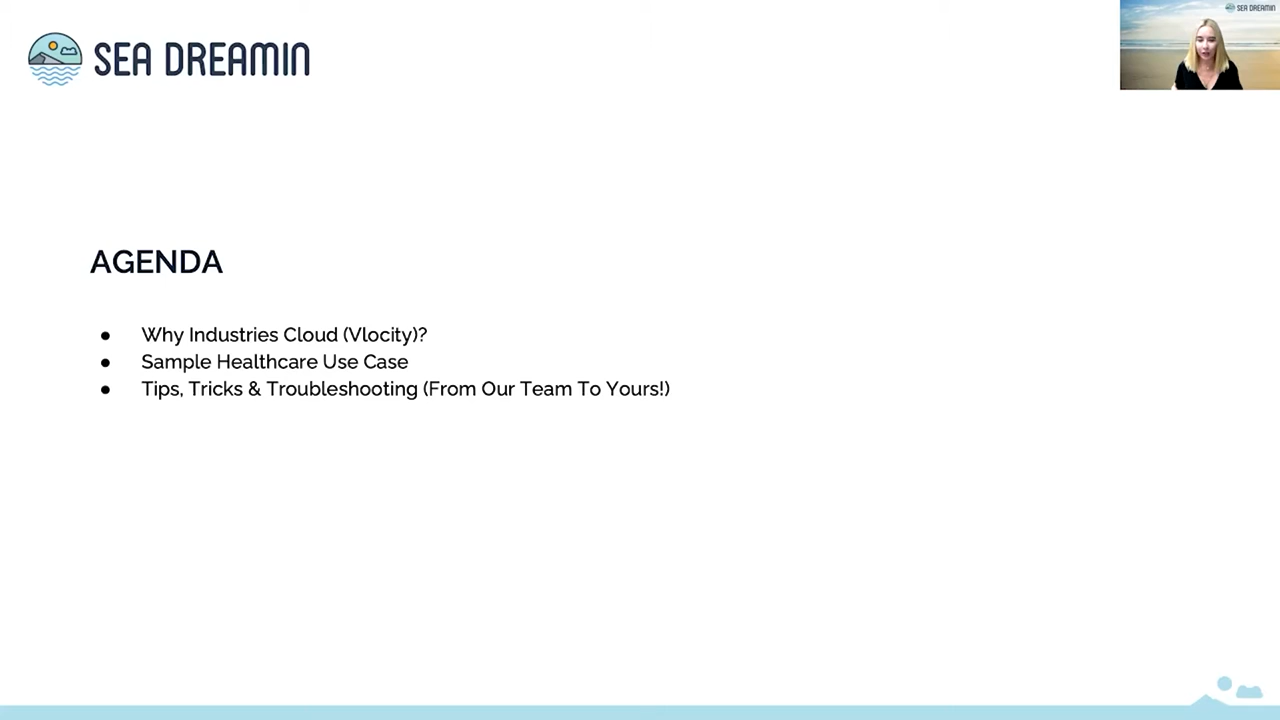 SEA DREAMIN
SEA DREAMIN
AGENDA
● Why Industries Cloud (Vlocity)?
● Sample Healthcare Use Case
● Tips, Tricks & Troubleshooting (From Our Team To Yours!)